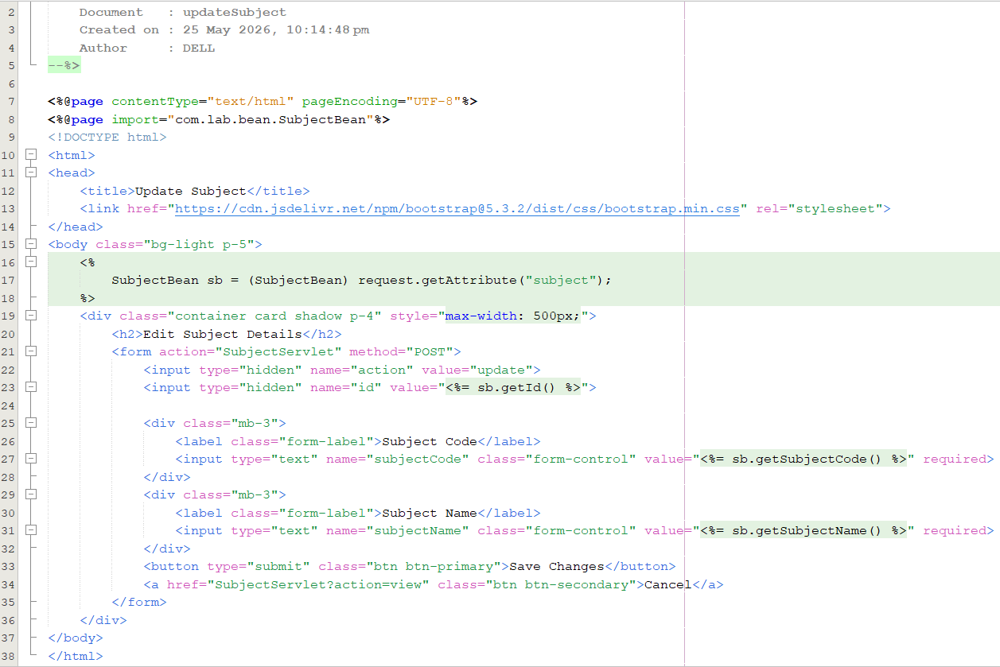 2 Document   : updateSubject
3 Created on : 25 May 2026, 10:14:48 pm
4 Author     : DELL
5 --%>
6
7 <%@page contentType="text/html" pageEncoding="UTF-8"%>
8 <%@page import="com.lab.bean.SubjectBean"%>
9 <!DOCTYPE html>
10 <html>
11 <head>
12     <title>Update Subject</title>
13     <link href="https://cdn.jsdelivr.net/npm/bootstrap@5.3.2/dist/css/bootstrap.min.css" rel="stylesheet">
14 </head>
15 <body class="bg-light p-5">
16     <%
17         SubjectBean sb = (SubjectBean) request.getAttribute("subject");
18     %>
19     <div class="container card shadow p-4" style="max-width: 500px;">
20         <h2>Edit Subject Details</h2>
21         <form action="SubjectServlet" method="POST">
22             <input type="hidden" name="action" value="update">
23             <input type="hidden" name="id" value="<%= sb.getId() %>">
24
25             <div class="mb-3">
26                 <label class="form-label">Subject Code</label>
27                 <input type="text" name="subjectCode" class="form-control" value="<%= sb.getSubjectCode() %>" required>
28             </div>
29             <div class="mb-3">
30                 <label class="form-label">Subject Name</label>
31                 <input type="text" name="subjectName" class="form-control" value="<%= sb.getSubjectName() %>" required>
32             </div>
33             <button type="submit" class="btn btn-primary">Save Changes</button>
34             <a href="SubjectServlet?action=view" class="btn btn-secondary">Cancel</a>
35         </form>
36     </div>
37 </body>
38 </html>